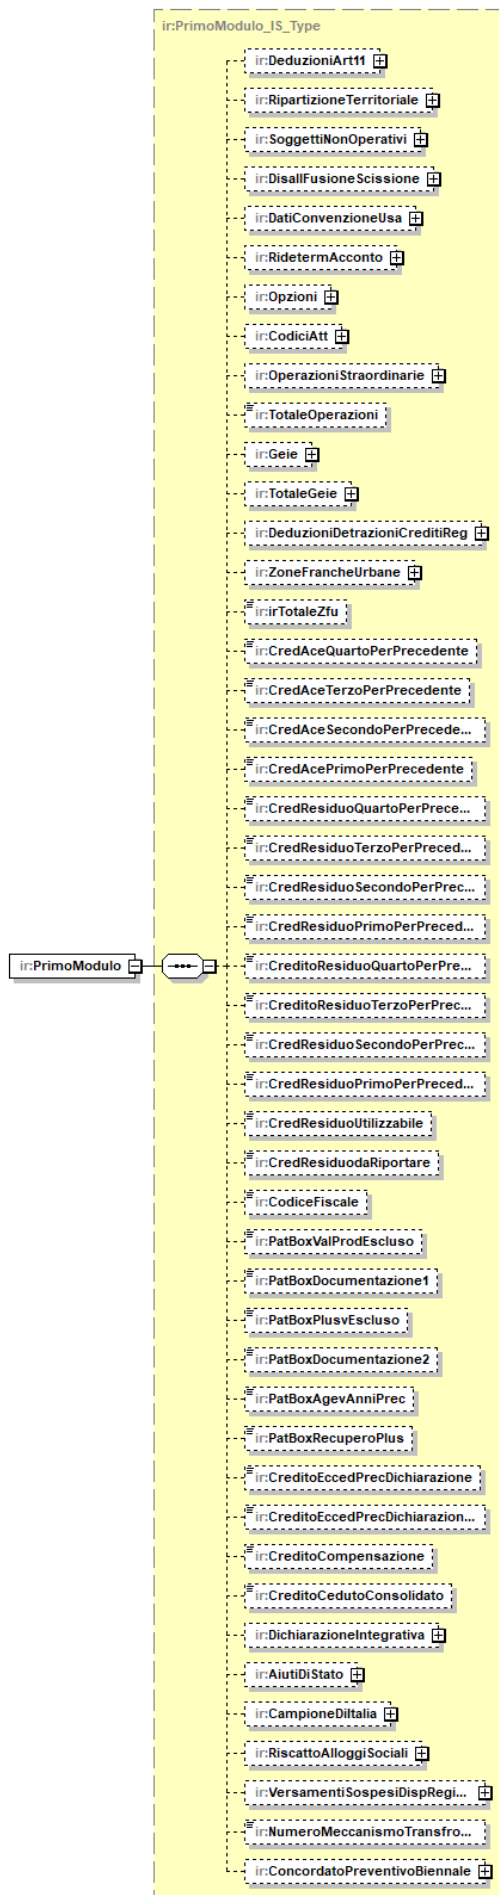 ir:PrimoModulo_IS_Type
ir:DeduzioniArt11
ir:RipartizioneTerritoriale
ir:SoggettiNonOperativi
ir:DisallFusioneScissione
ir:DatiConvenzioneUsa
ir:RidetermAcconto
ir:Opzioni
ir:CodiciAtt
ir:OperazioniStraordinarie
ir:TotaleOperazioni
ir:Geie
ir:TotaleGeie
ir:DeduzioniDetrazioniCreditiReg
ir:ZoneFrancheUrbane
ir:irTotaleZfu
ir:CredAceQuartoPerPrecedente
ir:CredAceTerzoPerPrecedente
ir:CredAceSecondoPerPrecede...
ir:CredAcePrimoPerPrecedente
ir:CredResiduoQuartoPerPrece...
ir:CredResiduoTerzoPerPreced...
ir:CredResiduoSecondoPerPrec...
ir:CredResiduoPrimoPerPreced...
ir:PrimoModulo
ir:CreditoResiduoQuartoPerPre...
ir:CreditoResiduoTerzoPerPrec...
ir:CredResiduoSecondoPerPrec...
ir:CredResiduoPrimoPerPreced...
ir:CredResiduoUtilizzabile
ir:CredResiduodaRiportare
ir:CodiceFiscale
ir:PatBoxValProdEscluso
ir:PatBoxDocumentazione1
ir:PatBoxPlusvEscluso
ir:PatBoxDocumentazione2
ir:PatBoxAgevAnniPrec
ir:PatBoxRecuperoPlus
ir:CreditoEccedPrecDichiarazione
ir:CreditoEccedPrecDichiarazion...
ir:CreditoCompensazione
ir:CreditoCedutoConsolidato
ir:DichiarazioneIntegrativa
ir:AiutiDiStato
ir:CampioneDiItalia
ir:RiscattoAlloggiSociali
ir:VersamentiSospesiDispRegi...
ir:NumeroMeccanismoTransfro...
ir:ConcordatoPreventivoBiennale